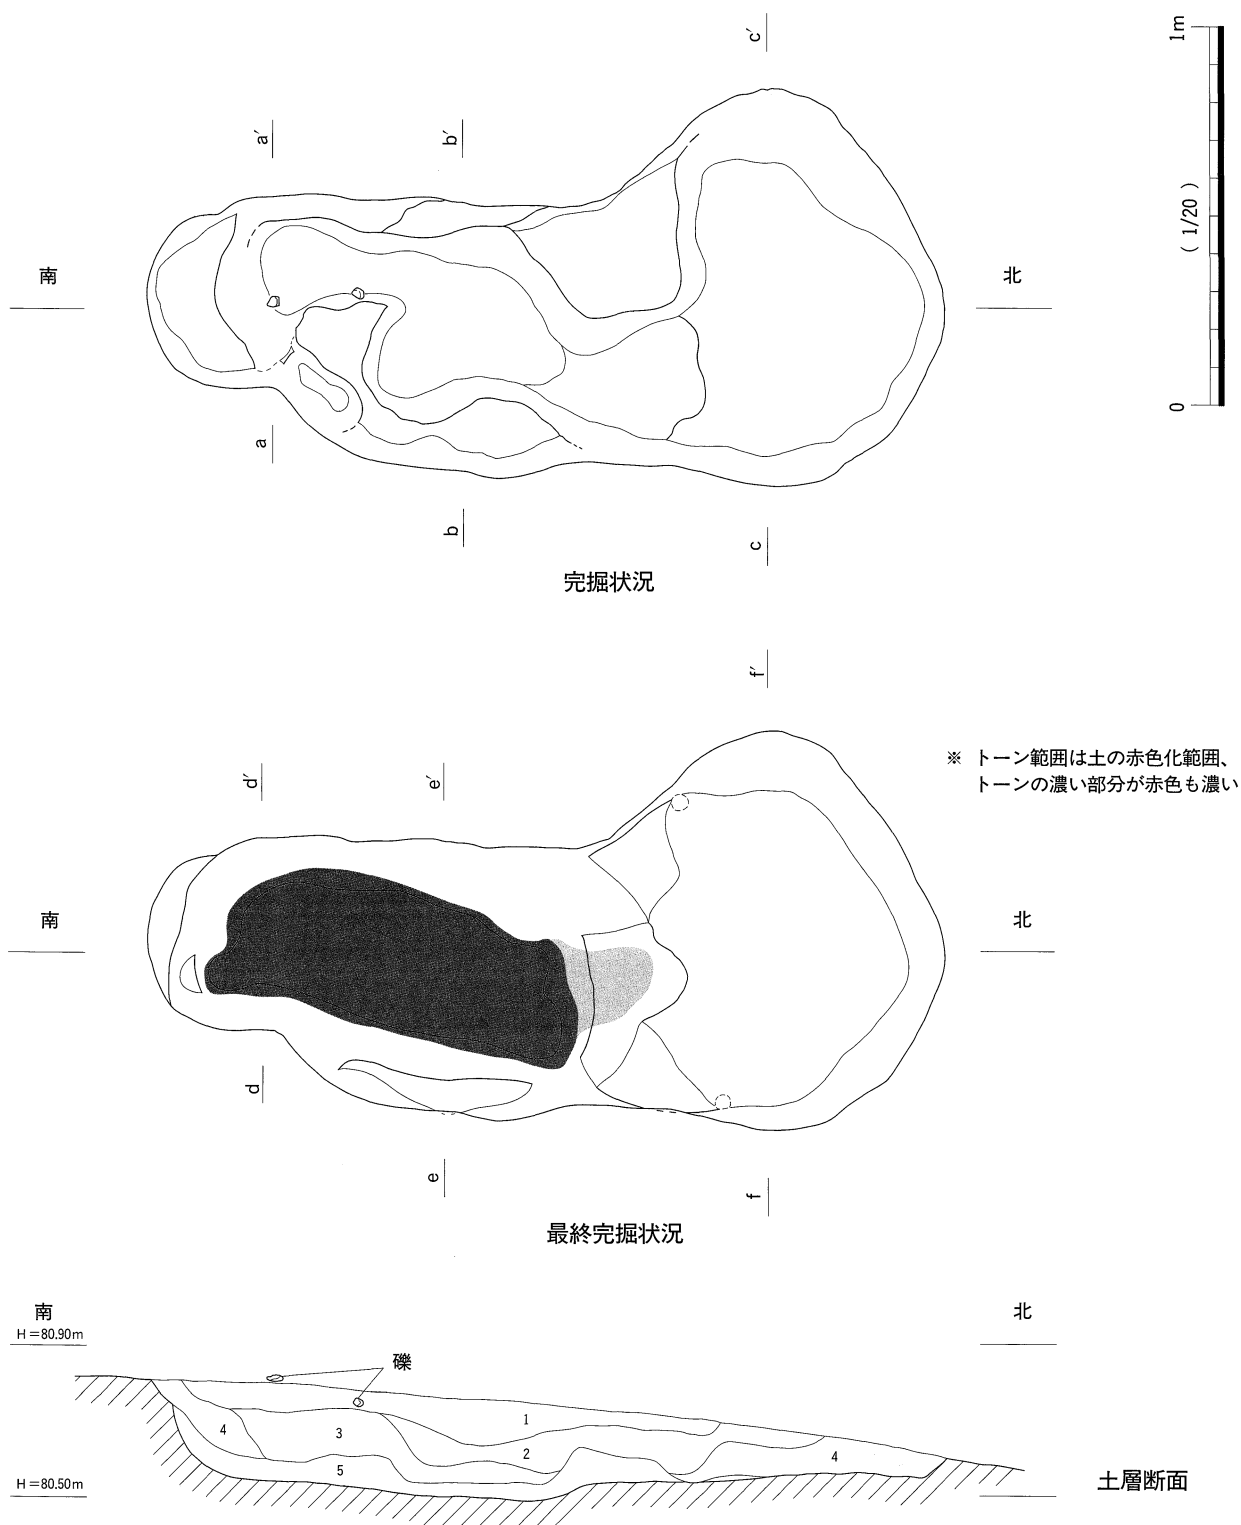 c′
1m
a′
b′
( 1/20 )
南
北
0
a
b
c
完掘状況
f′
※ トーン範囲は土の赤色化範囲、
トーンの濃い部分が赤色も濃い
d′
e′
南
北
d
e
f
最終完掘状況
南
北
H＝80.90m
礫
1
4
3
2
4
5
H＝80.50m
土層断面